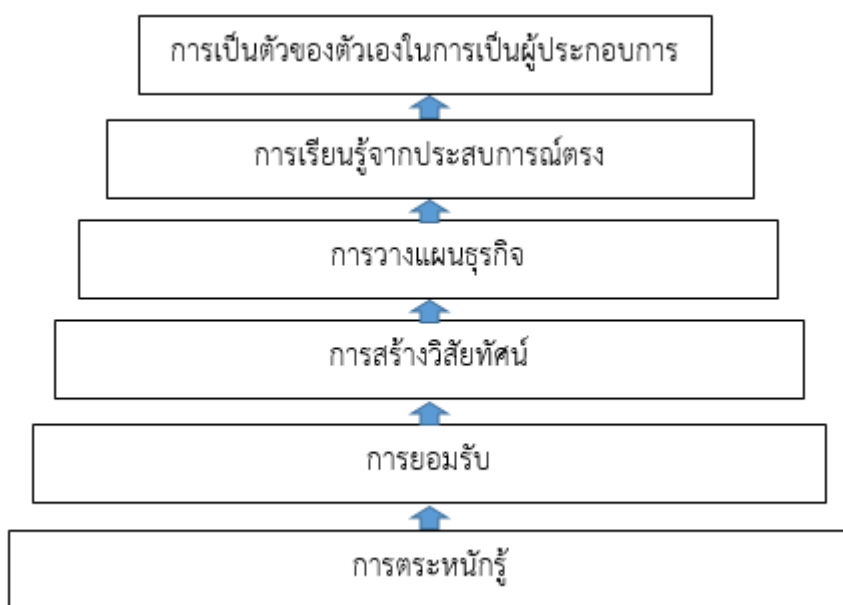 การเป็นตัวของตัวเองในการเป็นผู้ประกอบการ
การเรียนรู้จากประสบการณ์ตรง
การวางแผนธุรกิจ
การสร้างวิสัยทัศน์
การยอมรับ
การตระหนักรู้